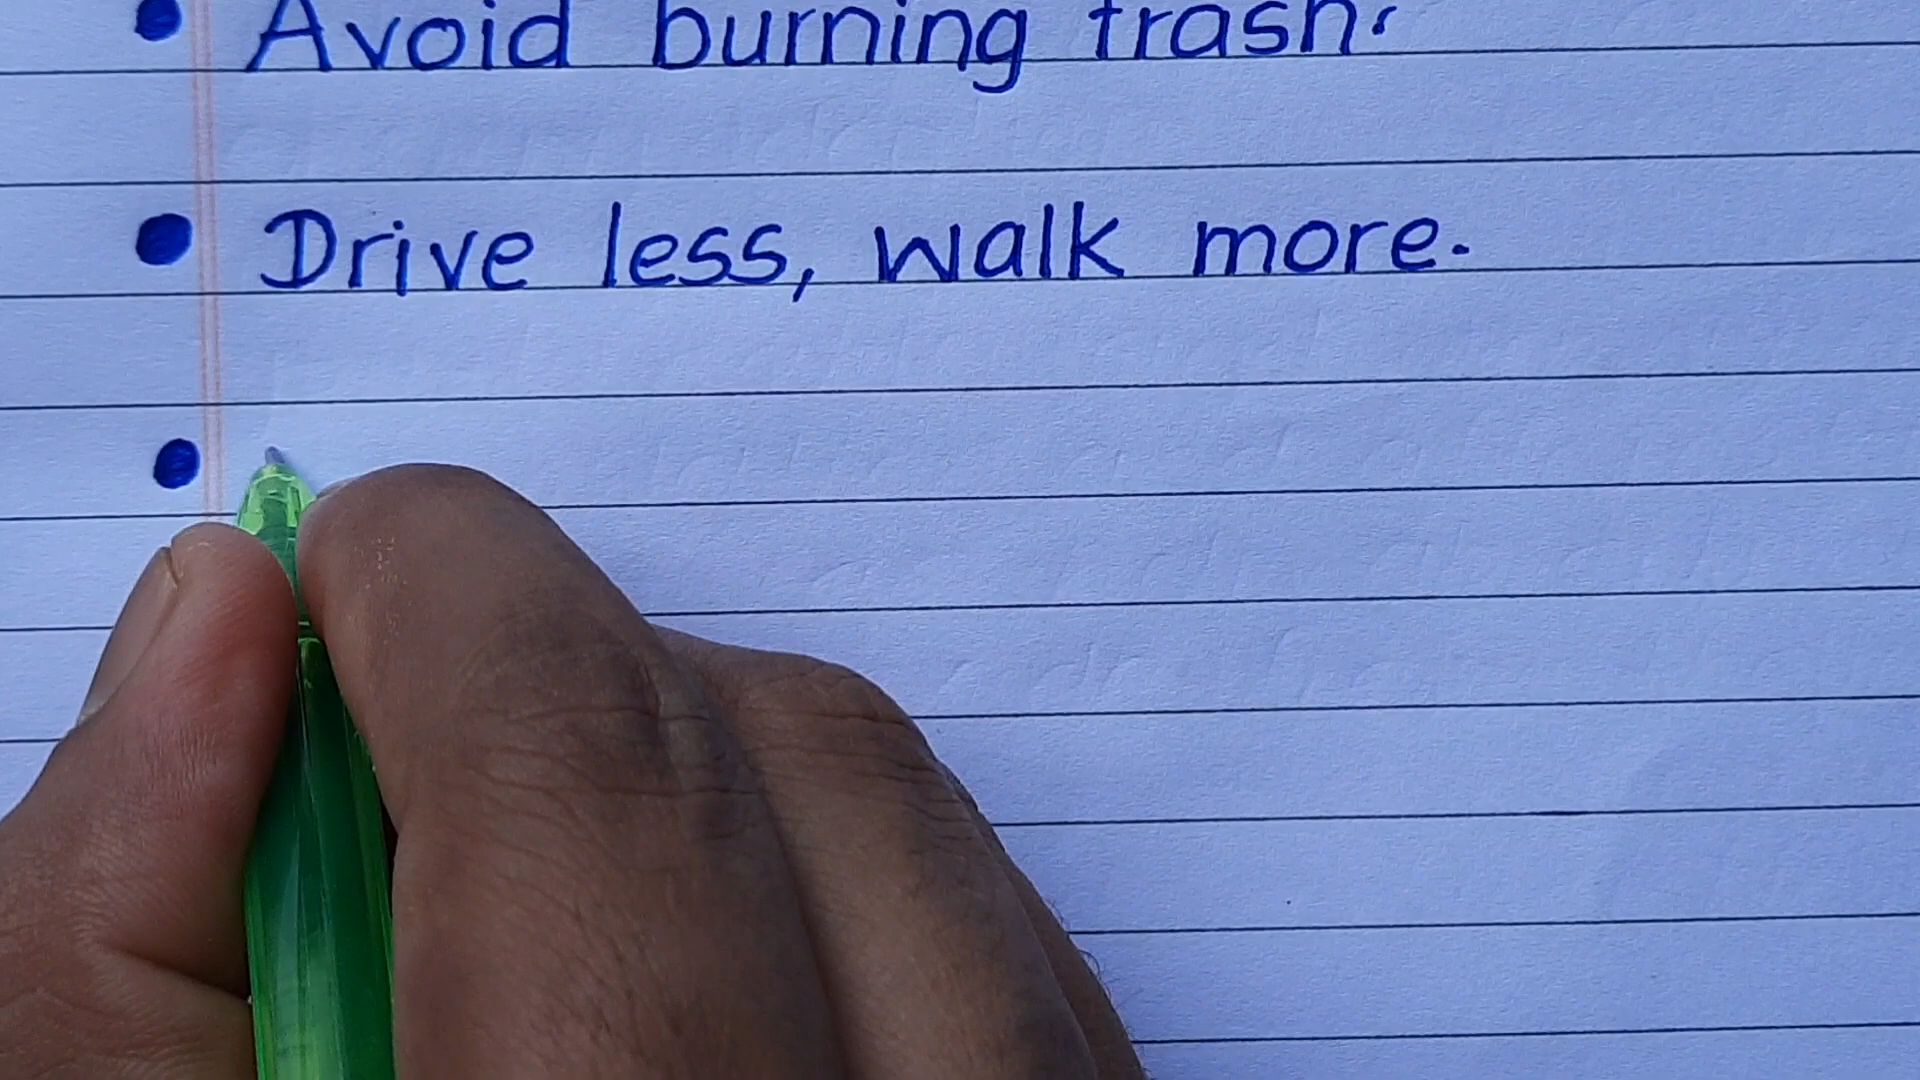 • Avoid burning trash.
• Drive less, walk more.
•